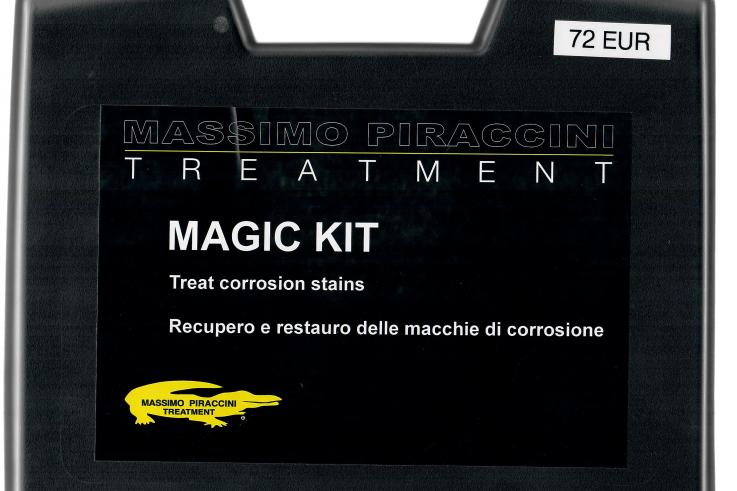 72 EUR
MASSIMO PIRACCINI
TREATMENT
MAGIC KIT
Treat corrosion stains
Recupero e restauro delle macchie di corrosione
MASSIMO PIRACCINI
TREATMENT